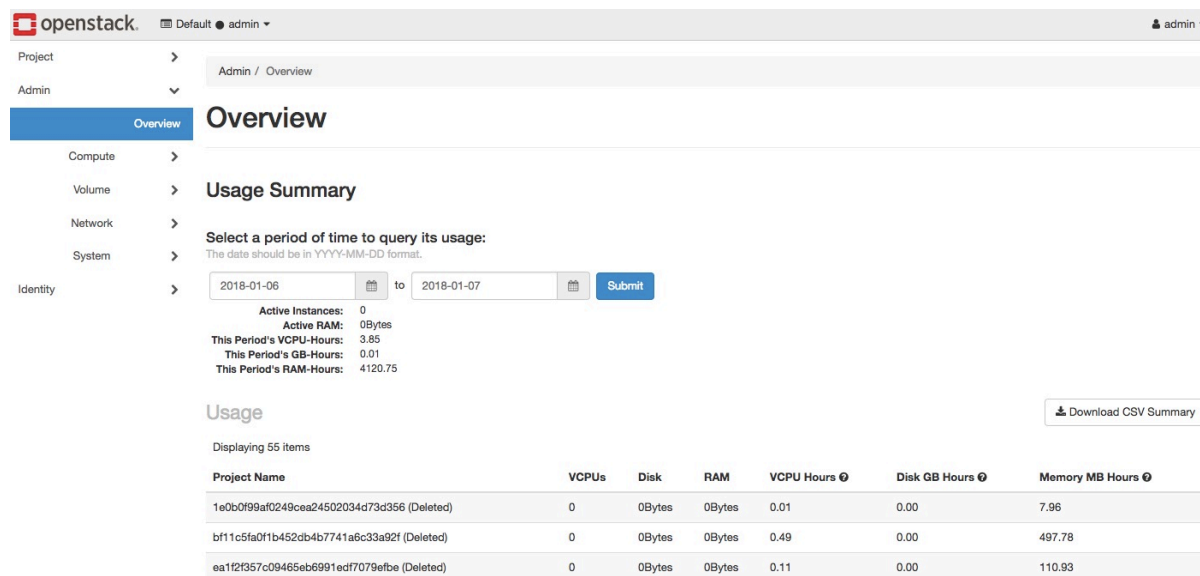 openstack. Default ● admin admin
Project
Admin
Overview
Compute
Volume
Network
System
Identity
Admin / Overview
Overview
Usage Summary
Select a period of time to query its usage:
The date should be in YYYY-MM-DD format.
2018-01-06 to 2018-01-07 Submit
Active Instances: 0
Active RAM: 0Bytes
This Period's VCPU-Hours: 3.85
This Period's GB-Hours: 0.01
This Period's RAM-Hours: 4120.75
Usage Download CSV Summary
Displaying 55 items
Project Name VCPUs Disk RAM VCPU Hours Disk GB Hours Memory MB Hours
1e0b0f99af0249cea24502034d73d356 (Deleted) 0 0Bytes 0Bytes 0.01 0.00 7.96
bf11c5fa0f1b452db4b7741a6c33a92f (Deleted) 0 0Bytes 0Bytes 0.49 0.00 497.78
ea1f2f357c09465eb6991edf7079efbe (Deleted) 0 0Bytes 0Bytes 0.11 0.00 110.93